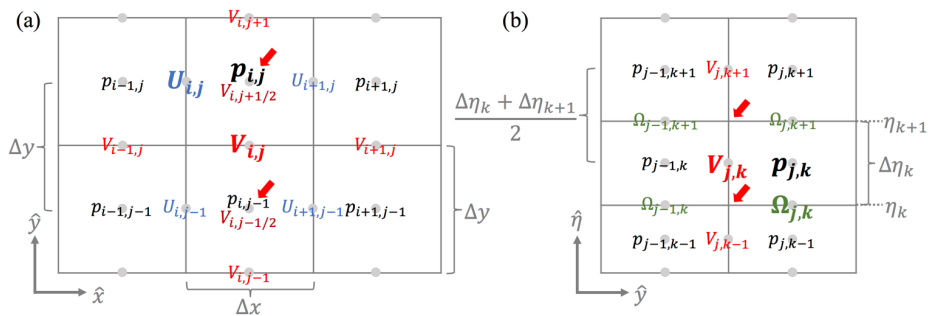 (a)
V_{i,j+1}
p_{i-1,j} U_{i,j} p_{i,j} U_{i+1,j} p_{i+1,j}
V_{i,j+1/2}
Δy
V_{i-1,j} V_{i,j} V_{i+1,j}
p_{i-1,j-1} U_{i,j-1} p_{i,j-1} U_{i+1,j-1} p_{i+1,j-1}
V_{i,j-1/2}
Δy
ŷ
V_{i,j-1}
x̂
Δx
(b)
p_{j-1,k+1} V_{j,k+1} p_{j,k+1}
Δη_k + Δη_{k+1}
2
Ω_{j-1,k+1} Ω_{j,k+1} η_{k+1}
p_{j-1,k} V_{j,k} p_{j,k} Δη_k
Ω_{j-1,k} Ω_{j,k} η_k
η̂
p_{j-1,k-1} V_{j,k-1} p_{j,k-1}
ŷ